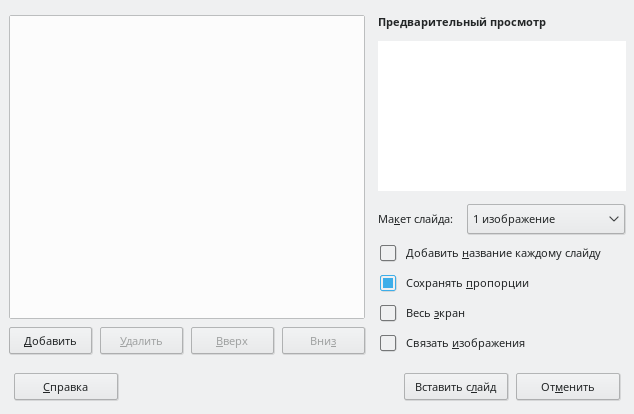 Предварительный просмотр
Макет слайда:
1 изображение
Добавить название каждому слайду
Сохранять пропорции
Весь экран
Связать изображения
Добавить
Удалить
Вверх
Вниз
Справка
Вставить слайд
Отменить